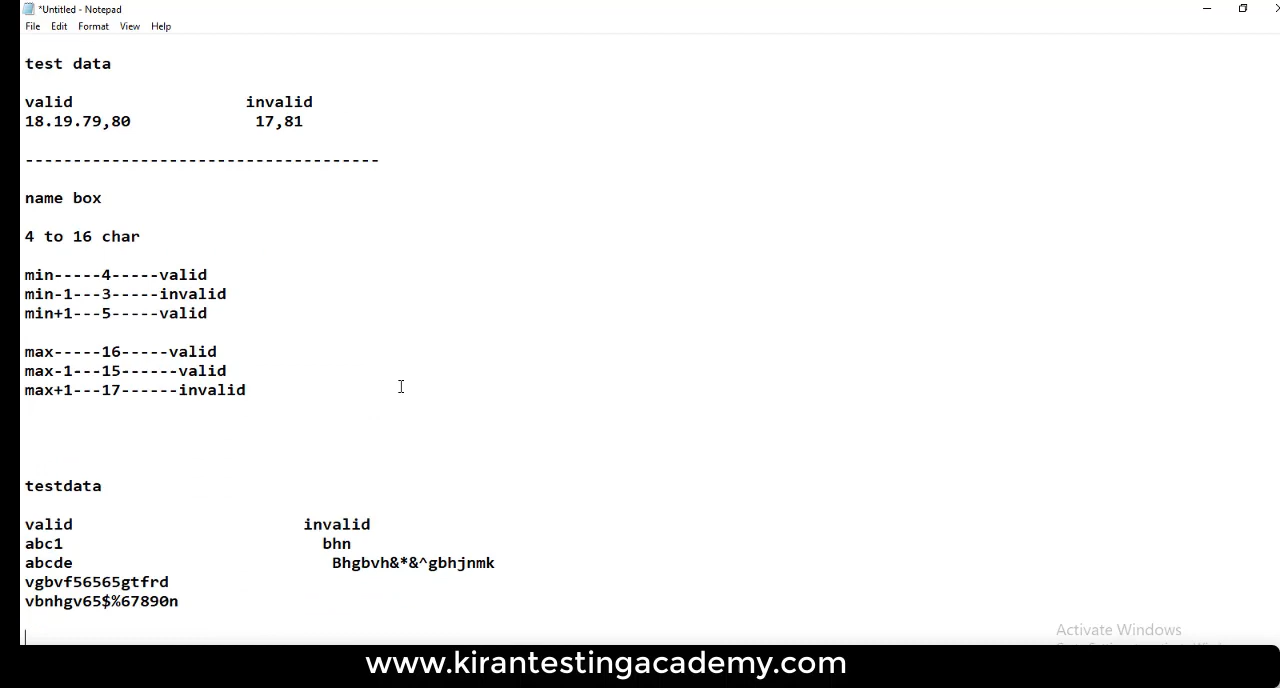 *Untitled - Notepad
File Edit Format View Help
test data
valid invalid
18.19.79,80 17,81
-------------------------------------
name box
4 to 16 char
min-----4-----valid
min-1---3-----invalid
min+1---5-----valid
max-----16-----valid
max-1---15------valid
max+1---17------invalid
testdata
valid invalid
abc1 bhn
abcde Bhgbvh&*&^gbhjnmk
vgbvf56565gtfrd
vbnhgv65$%67890n
Activate Windows
www.kirantestingacademy.com